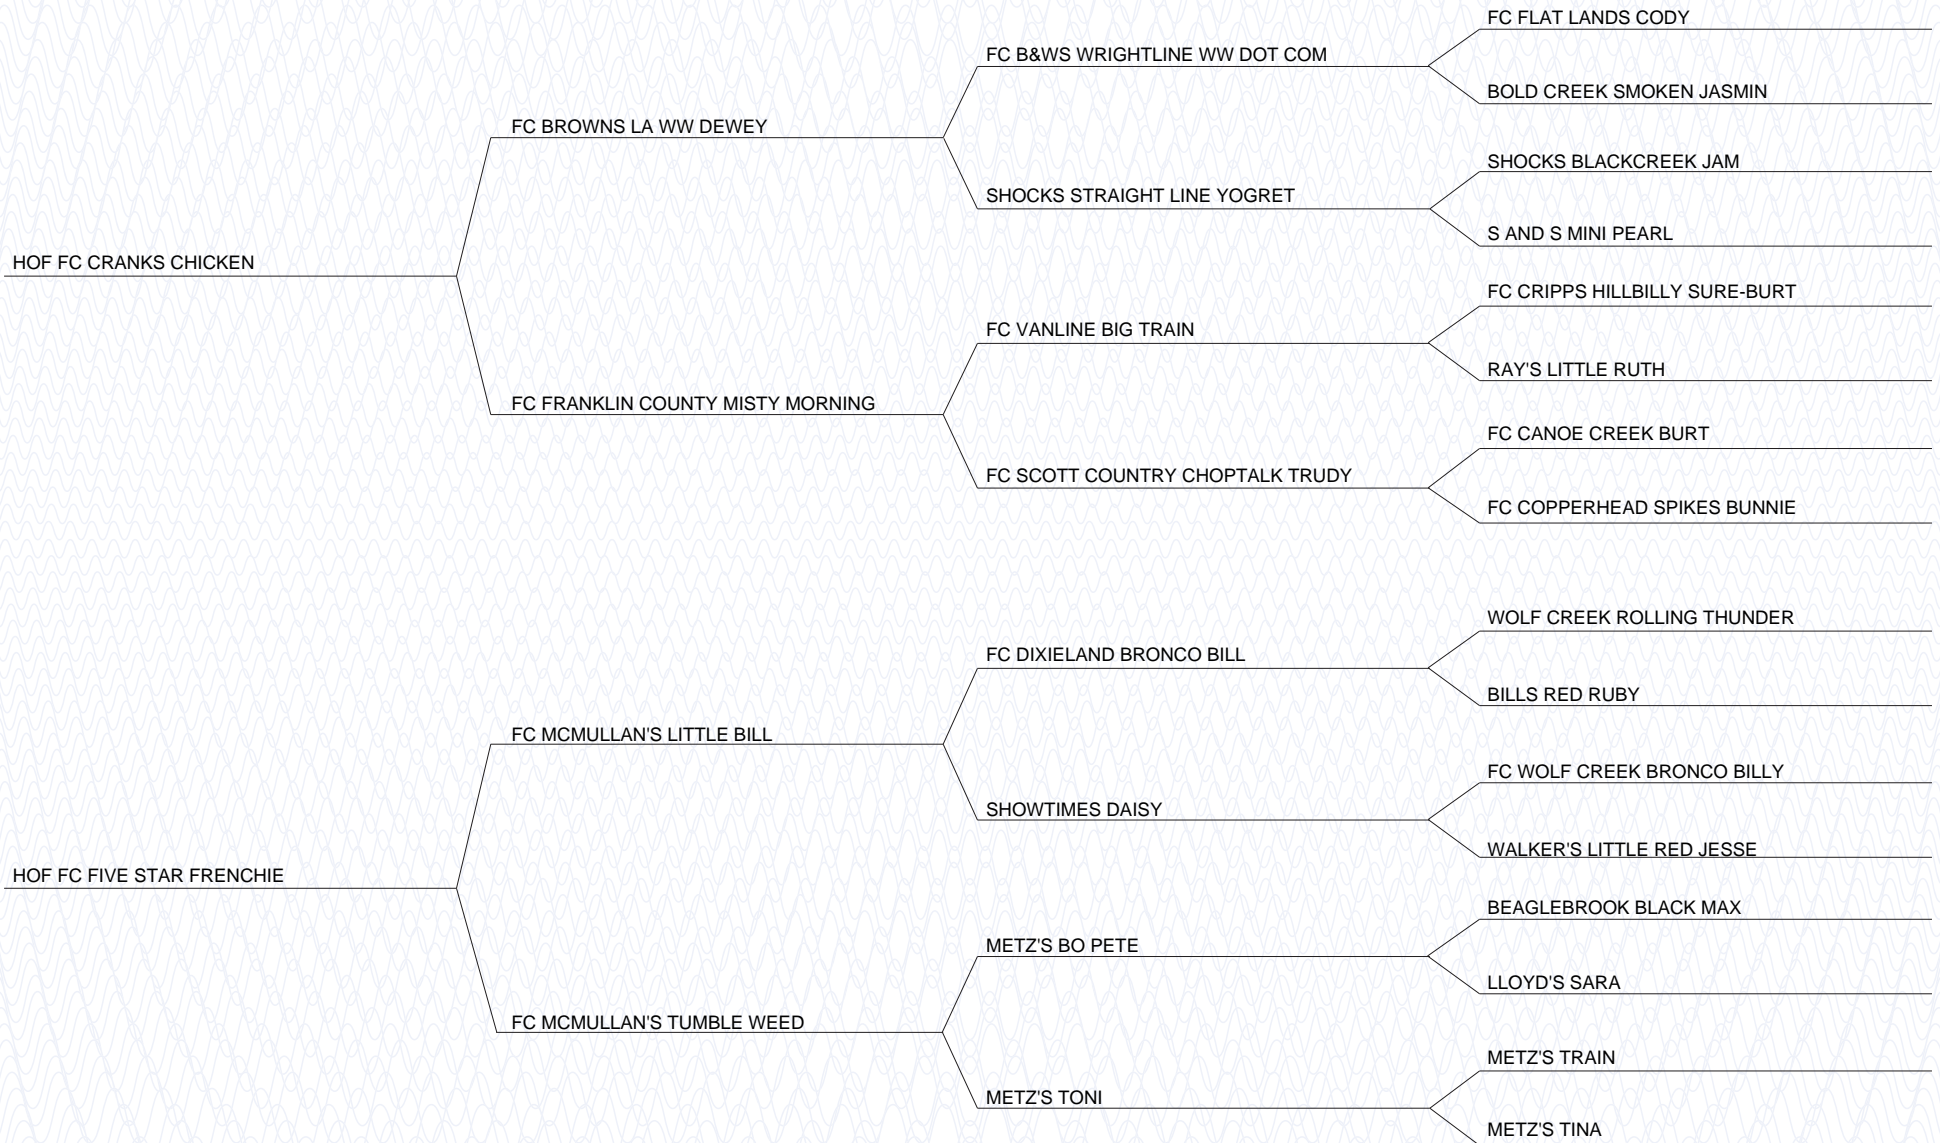 FC FLAT LANDS CODY
FC B&WS WRIGHTLINE WW DOT COM
BOLD CREEK SMOKEN JASMIN
FC BROWNS LA WW DEWEY
SHOCKS BLACKCREEK JAM
SHOCKS STRAIGHT LINE YOGRET
S AND S MINI PEARL
HOF FC CRANKS CHICKEN
FC CRIPPS HILLBILLY SURE-BURT
FC VANLINE BIG TRAIN
RAY'S LITTLE RUTH
FC FRANKLIN COUNTY MISTY MORNING
FC CANOE CREEK BURT
FC SCOTT COUNTRY CHOPTALK TRUDY
FC COPPERHEAD SPIKES BUNNIE
WOLF CREEK ROLLING THUNDER
FC DIXIELAND BRONCO BILL
BILLS RED RUBY
FC MCMULLAN'S LITTLE BILL
FC WOLF CREEK BRONCO BILLY
SHOWTIMES DAISY
WALKER'S LITTLE RED JESSE
HOF FC FIVE STAR FRENCHIE
BEAGLEBROOK BLACK MAX
METZ'S BO PETE
LLOYD'S SARA
FC MCMULLAN'S TUMBLE WEED
METZ'S TRAIN
METZ'S TONI
METZ'S TINA